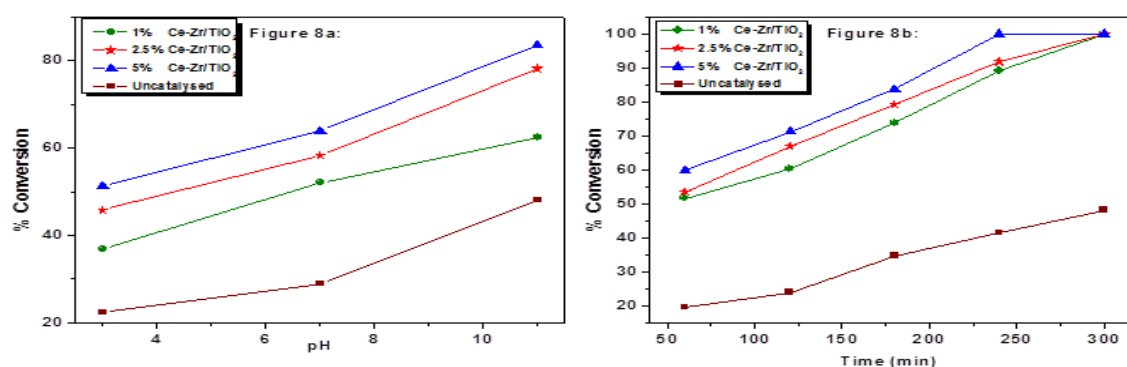 1% Ce-Zr/TIO2 Figure 8a:
2.5% Ce-Zr/TIO2
5% Ce-Zr/TIO2
Uncatalysed
% Conversion
80
60
40
20
4 6 8 10
pH
1% Ce-Zr/TIO2 Figure 8b:
2.5% Ce-Zr/TIO2
5% Ce-Zr/TIO2
Uncatalysed
% Conversion
100
90
80
70
60
50
40
30
20
50 100 150 200 250 300
Time (min)